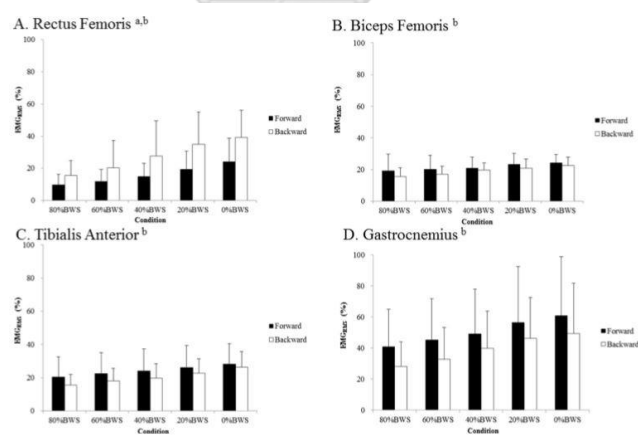 A. Rectus Femoris a,b
100
80
60
40
20
0
EMGRMS (%)
80%BWS 60%BWS 40%BWS 20%BWS 0%BWS
Condition
Forward
Backward
B. Biceps Femoris b
100
80
60
40
20
0
EMGRMS (%)
80%BWS 60%BWS 40%BWS 20%BWS 0%BWS
Condition
Forward
Backward
C. Tibialis Anterior b
100
80
60
40
20
0
EMGRMS (%)
80%BWS 60%BWS 40%BWS 20%BWS 0%BWS
Condition
Forward
Backward
D. Gastrocnemius b
100
80
60
40
20
0
EMGRMS (%)
80%BWS 60%BWS 40%BWS 20%BWS 0%BWS
Condition
Forward
Backward